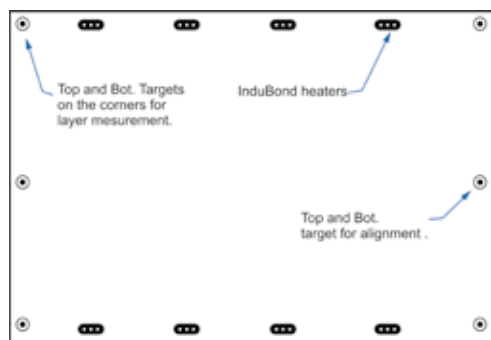 Top and Bot. Targets
on the corners for
layer mesurement.
InduBond heaters
Top and Bot.
target for alignment .